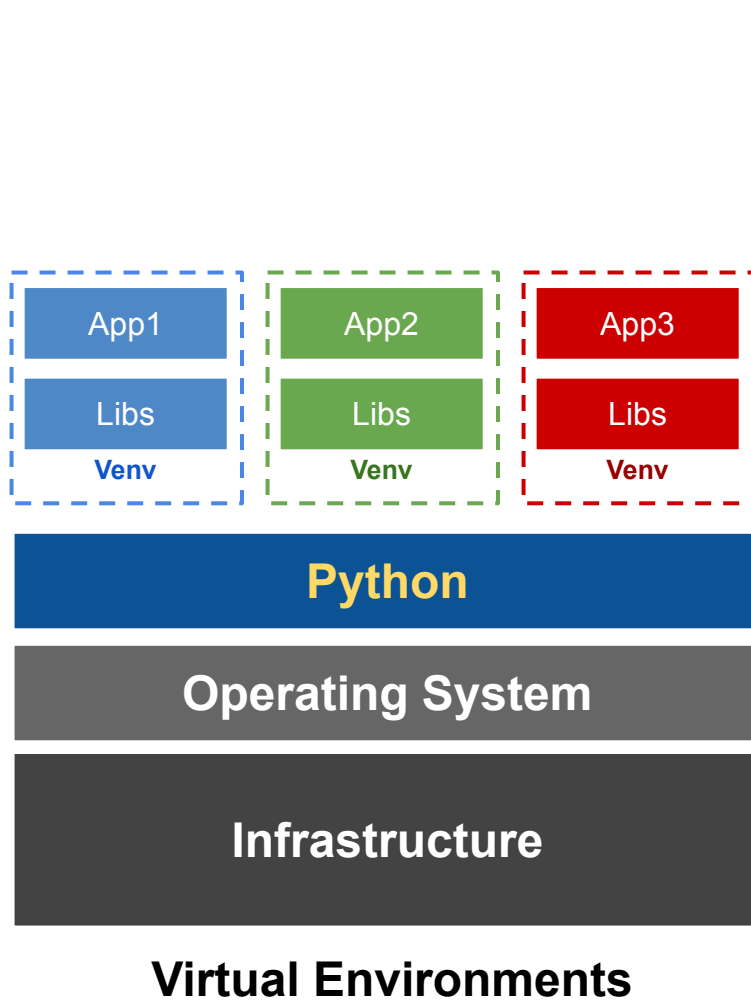 App1 App2 App3
Libs Libs Libs
Venv Venv Venv
Python
Operating System
Infrastructure
Virtual Environments